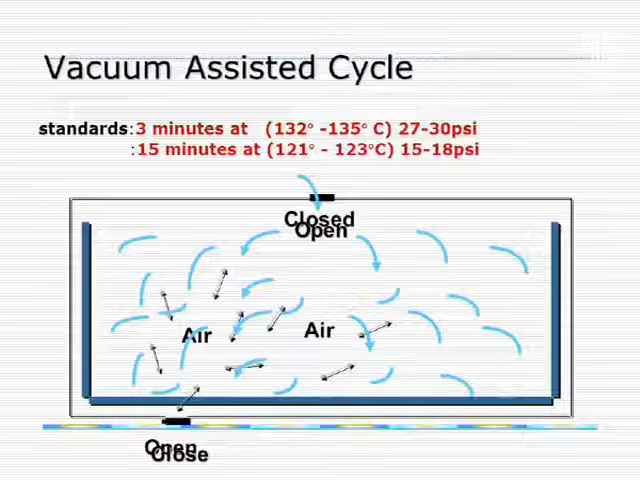 Vacuum Assisted Cycle
standards:3 minutes at (132° -135° C) 27-30psi
:15 minutes at (121° - 123°C) 15-18psi
Closed
Open
Air
Air
Open
Close